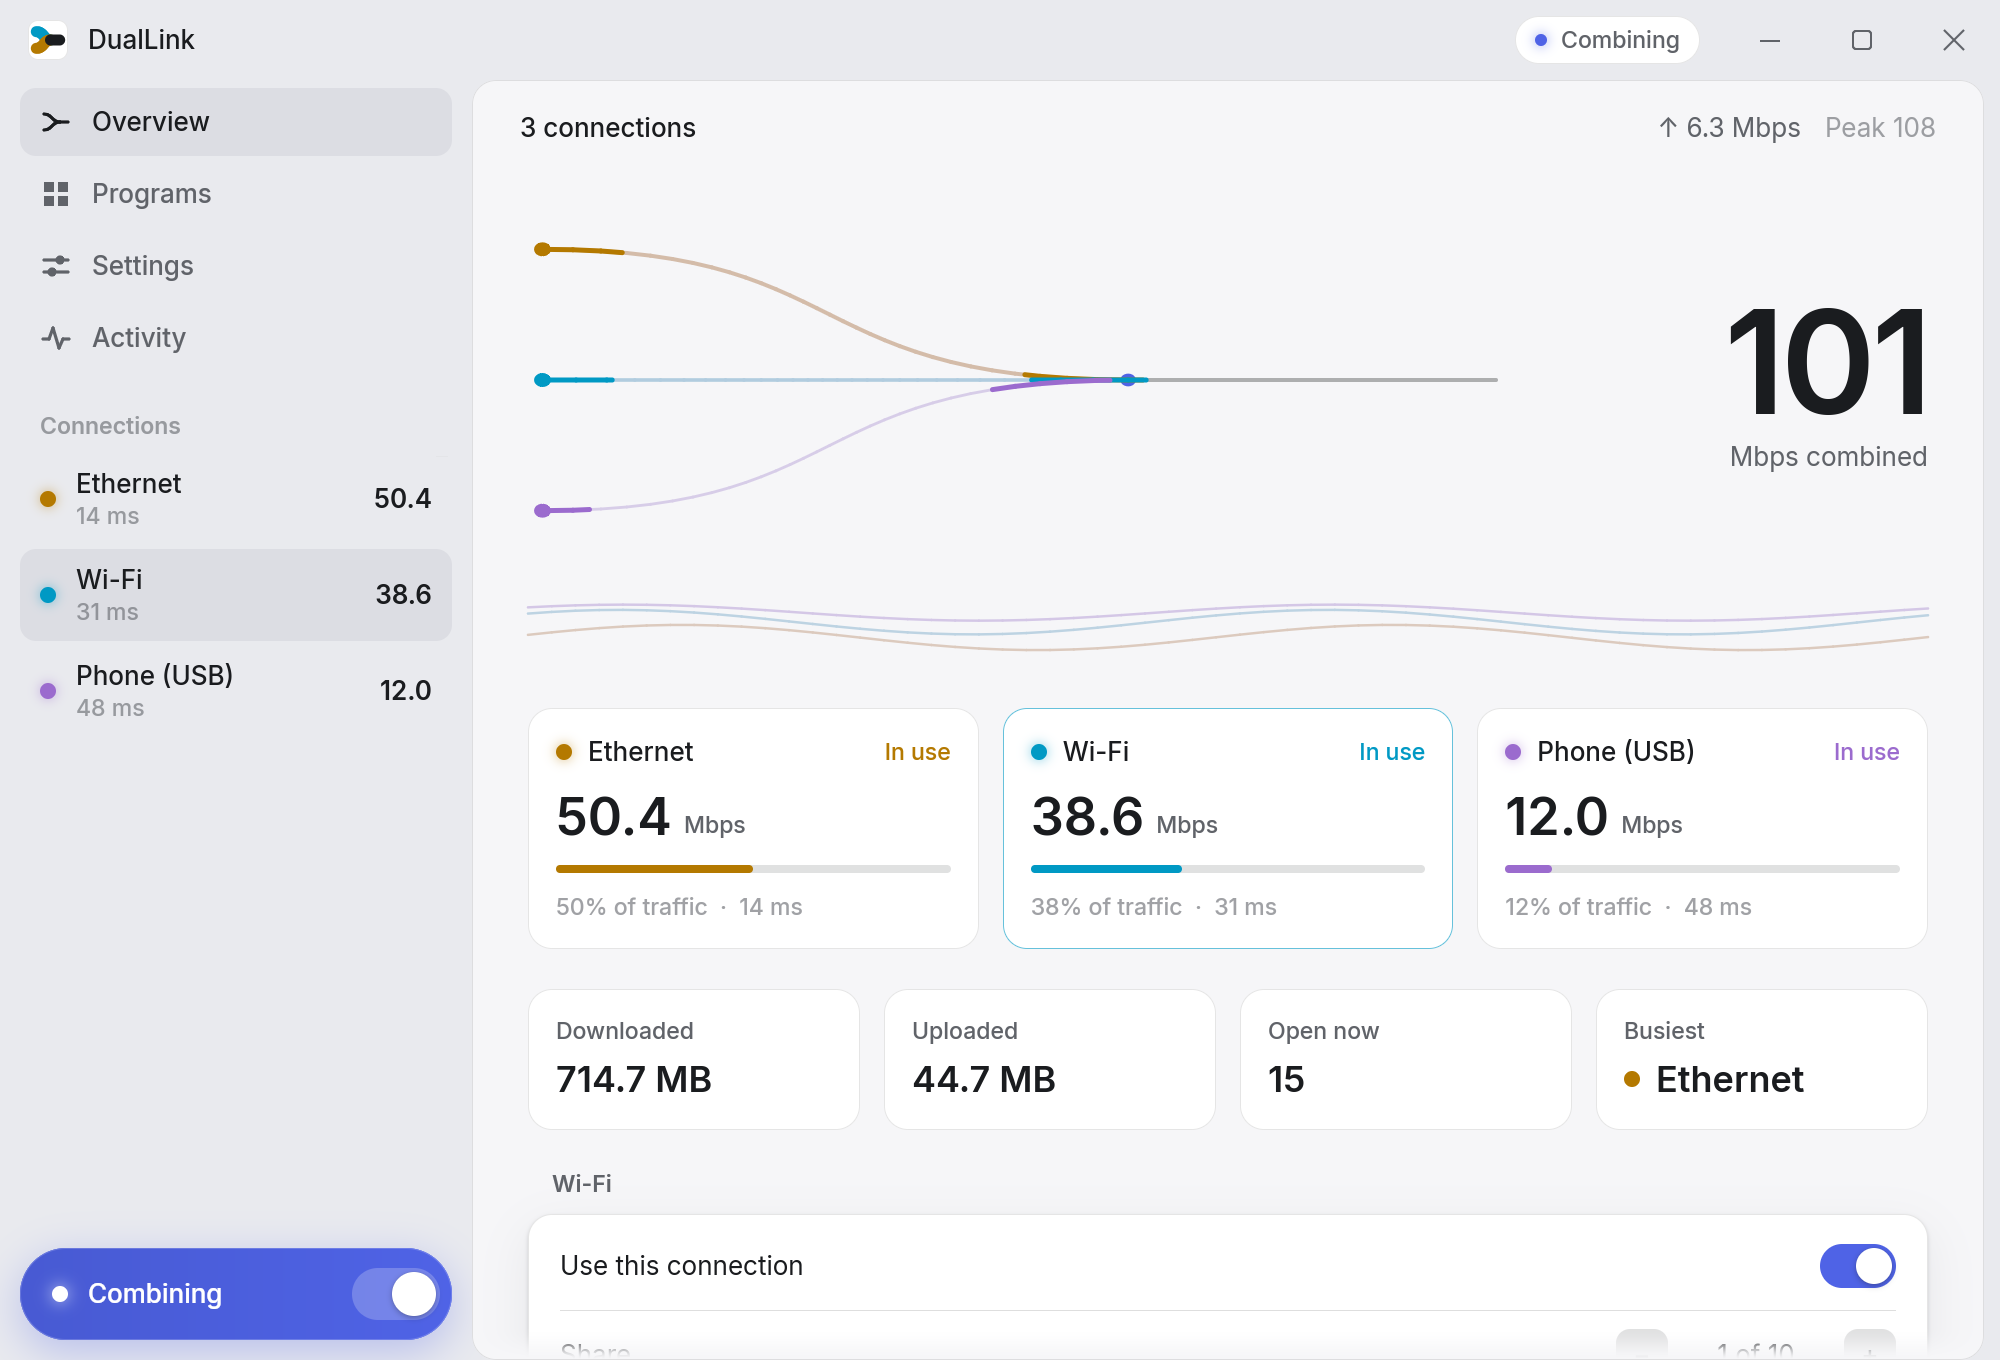 DualLink
Combining
Overview
Programs
Settings
Activity
Connections
Ethernet
14 ms
50.4
Wi-Fi
31 ms
38.6
Phone (USB)
48 ms
12.0
Combining
3 connections
↑ 6.3 Mbps Peak 108
101
Mbps combined
Ethernet In use
50.4 Mbps
50% of traffic · 14 ms
Wi-Fi In use
38.6 Mbps
38% of traffic · 31 ms
Phone (USB) In use
12.0 Mbps
12% of traffic · 48 ms
Downloaded
714.7 MB
Uploaded
44.7 MB
Open now
15
Busiest
Ethernet
Wi-Fi
Use this connection
Share 1 of 10 +